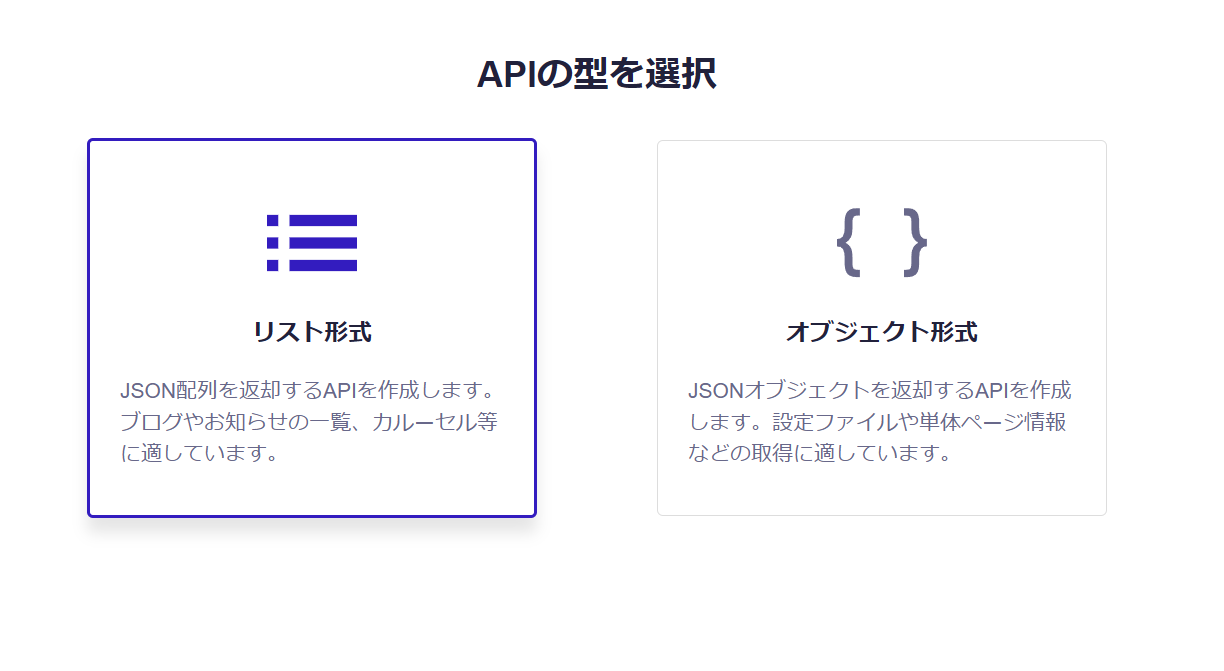 APIの型を選択
リスト形式
JSON配列を返却するAPIを作成します。
ブログやお知らせの一覧、カルーセル等
に適しています。
{ }
オブジェクト形式
JSONオブジェクトを返却するAPIを作成
します。設定ファイルや単体ページ情報
などの取得に適しています。